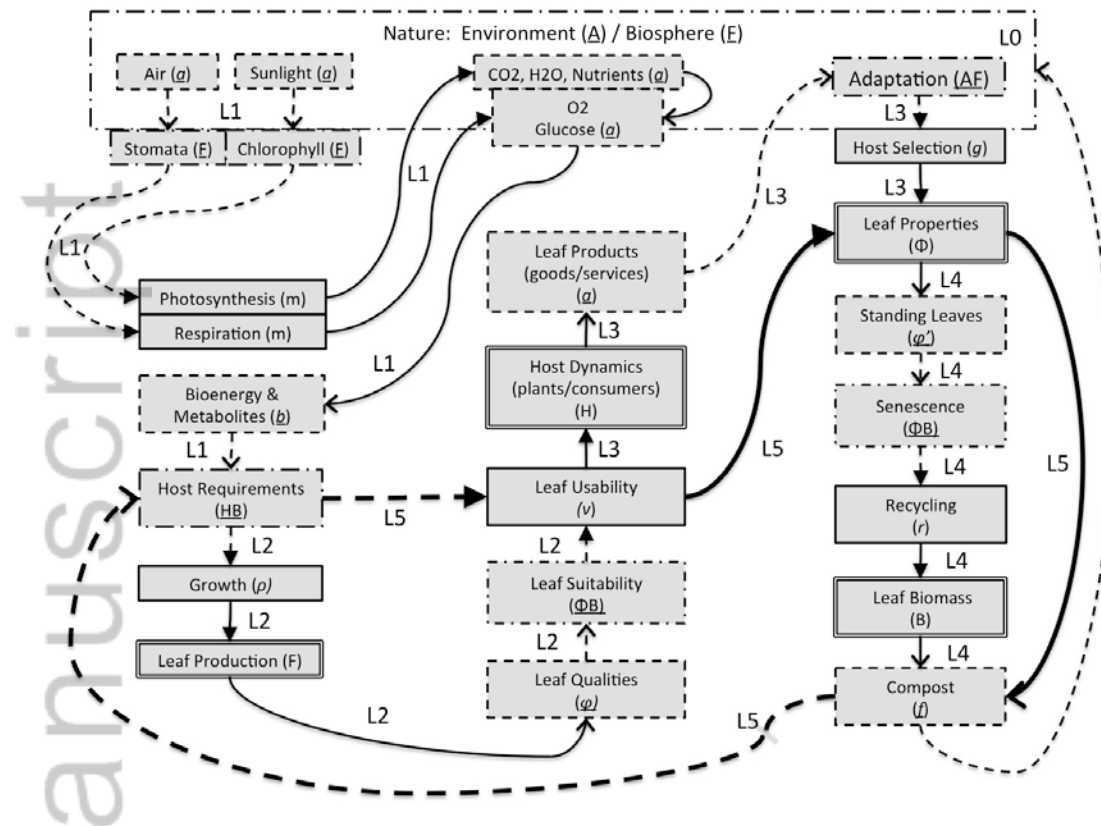 Nature: Environment (A) / Biosphere (F)
L0
Air (a)
Sunlight (a)
CO2, H2O, Nutrients (a)
Adaptation (AF)
L1
O2
Glucose (a)
L3
Stomata (F)
Chlorophyll (F)
Host Selection (g)
L1
L3
L3
Leaf Properties
(Φ)
L1
Leaf Products
(goods/services)
(a)
L4
Photosynthesis (m)
Respiration (m)
Standing Leaves
(φ’)
L3
L1
Host Dynamics
(plants/consumers)
(H)
L4
Bioenergy &
Metabolites (b)
Senescence
(ΦB)
L1
L3
L5
L5
L4
Host Requirements
(HB)
L5
Leaf Usability
(v)
Recycling
(r)
L2
L2
L4
Growth (ρ)
Leaf Suitability
(ΦB)
Leaf Biomass
(B)
L2
L2
L4
Leaf Production (F)
Leaf Qualities
(φ)
Compost
(f)
L2
L5
anuscript